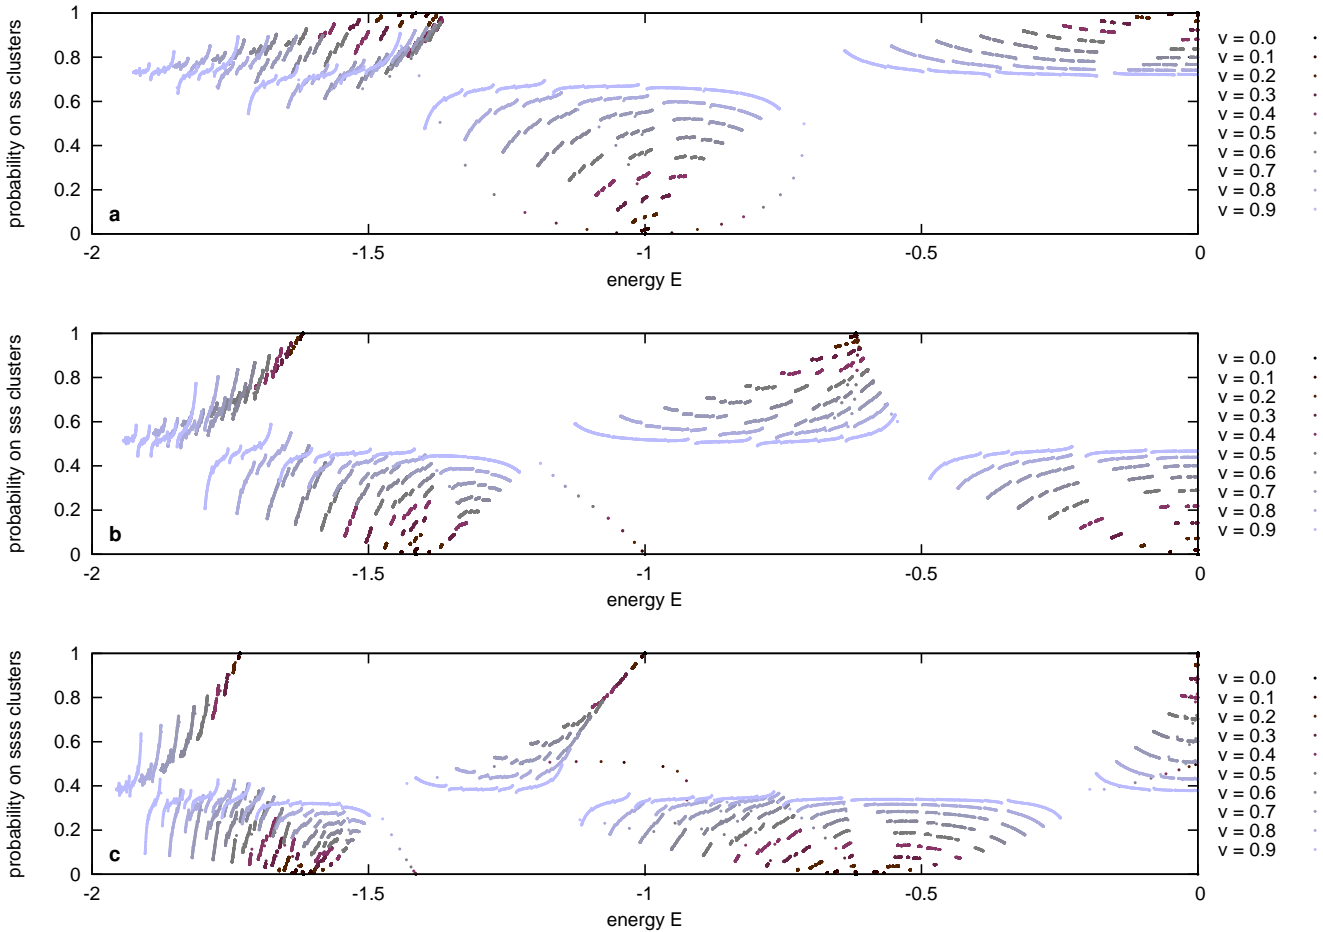 probability on ss clusters
1
0.8
0.6
0.4
0.2
0
a
-2
-1.5
-1
-0.5
0
energy E
v = 0.0
v = 0.1
v = 0.2
v = 0.3
v = 0.4
v = 0.5
v = 0.6
v = 0.7
v = 0.8
v = 0.9
probability on sss clusters
1
0.8
0.6
0.4
0.2
0
b
-2
-1.5
-1
-0.5
0
energy E
v = 0.0
v = 0.1
v = 0.2
v = 0.3
v = 0.4
v = 0.5
v = 0.6
v = 0.7
v = 0.8
v = 0.9
probability on ssss clusters
1
0.8
0.6
0.4
0.2
0
c
-2
-1.5
-1
-0.5
0
energy E
v = 0.0
v = 0.1
v = 0.2
v = 0.3
v = 0.4
v = 0.5
v = 0.6
v = 0.7
v = 0.8
v = 0.9